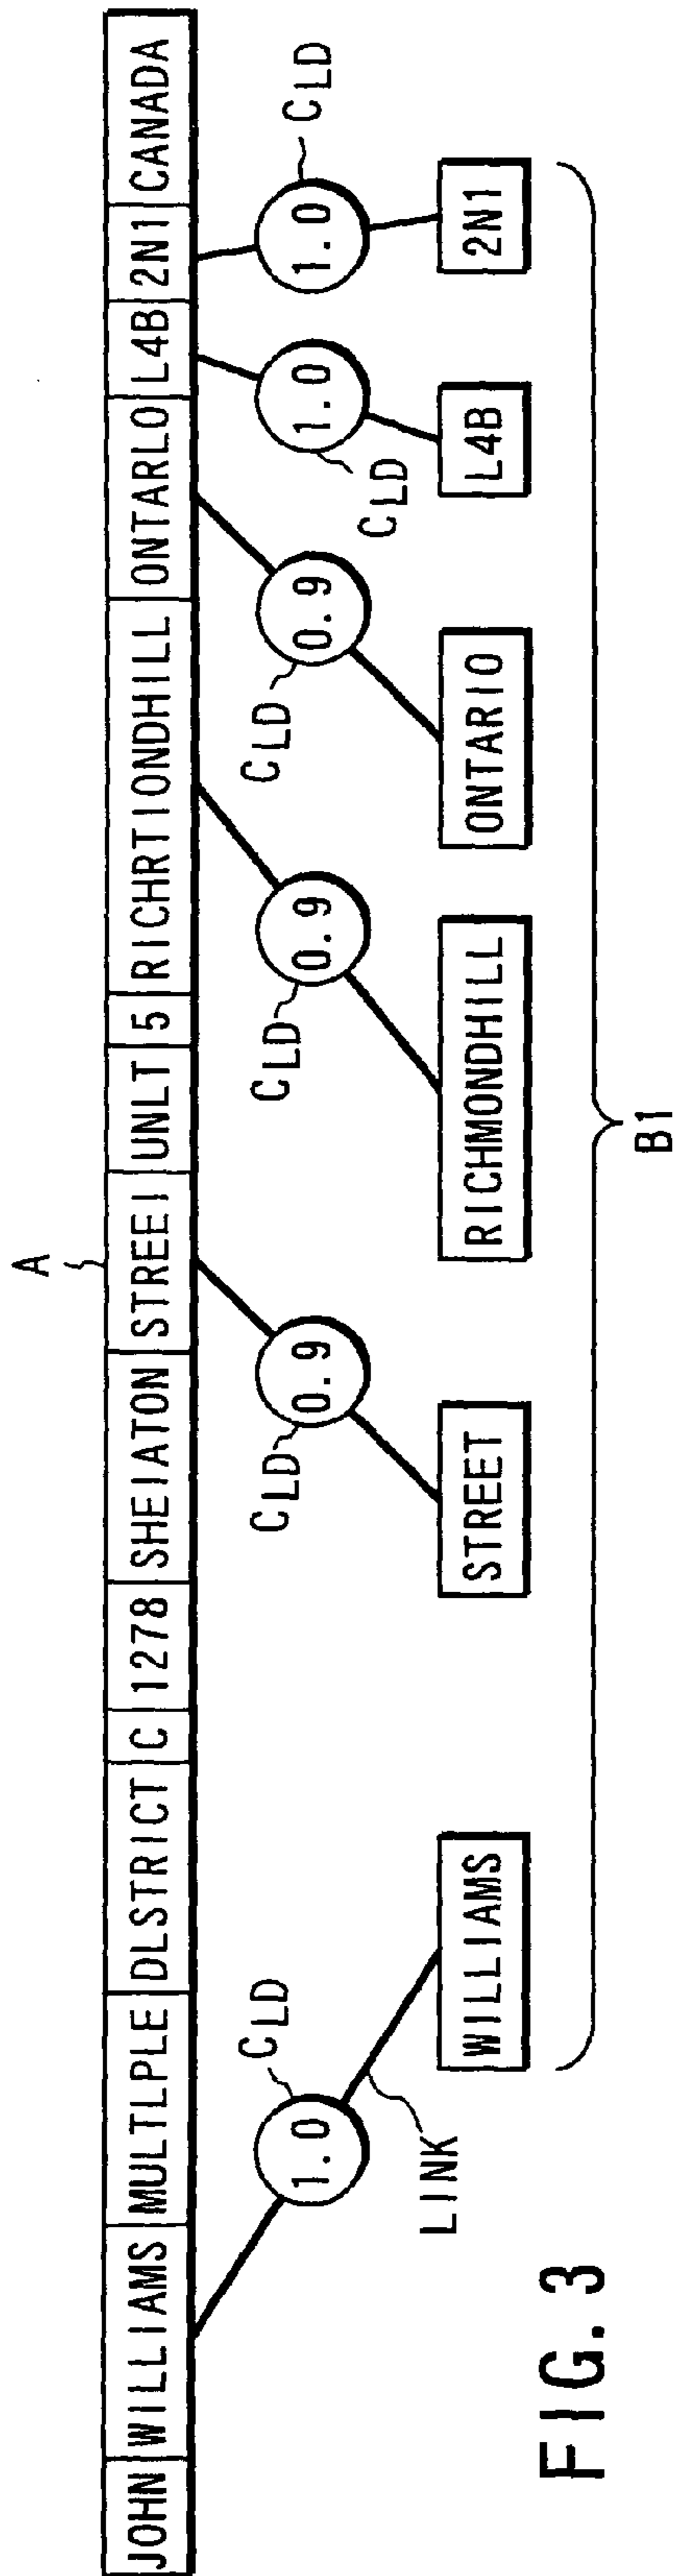 A
JOHN WILLIAMS MULTLPLE DLSTRICT C 1278 SHEIATON STREEI UNLT 5 RICHRTIONDHILL ONTARLO L4B 2N1 CANADA
1.0 CLD 0.9 CLD 0.9 CLD 0.9 CLD 1.0 CLD 1.0 CLD
LINK
WILLIAMS STREET RICHMONDHILL ONTARIO L4B 2N1
B1
FIG. 3